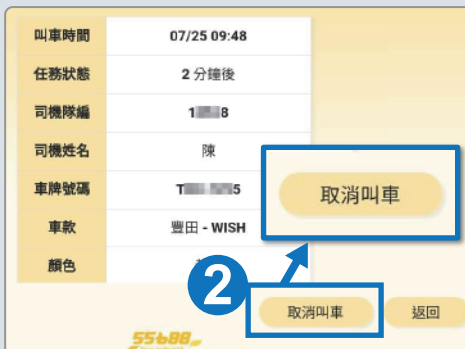 叫車時間 07/25 09:48
任務狀態 2 分鐘後
司機隊編 1 8
司機姓名 陳
車牌號碼 T 5
車款 豐田 - WISH
顏色
取消叫車
2
取消叫車 返回
55688